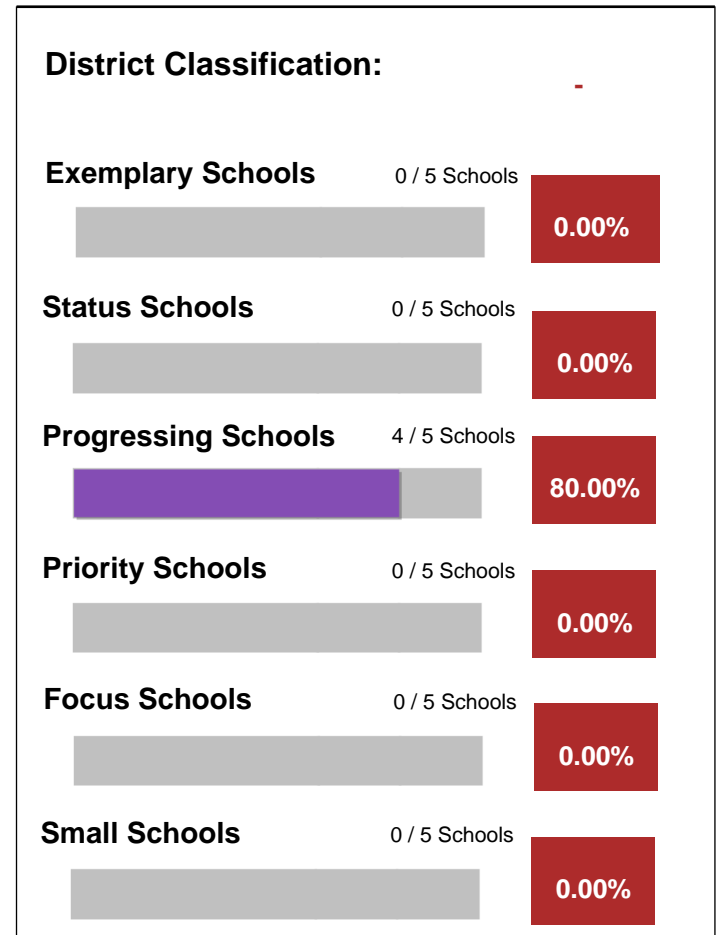 District Classification: -
Exemplary Schools 0 / 5 Schools
0.00%
Status Schools 0 / 5 Schools
0.00%
Progressing Schools 4 / 5 Schools
80.00%
Priority Schools 0 / 5 Schools
0.00%
Focus Schools 0 / 5 Schools
0.00%
Small Schools 0 / 5 Schools
0.00%